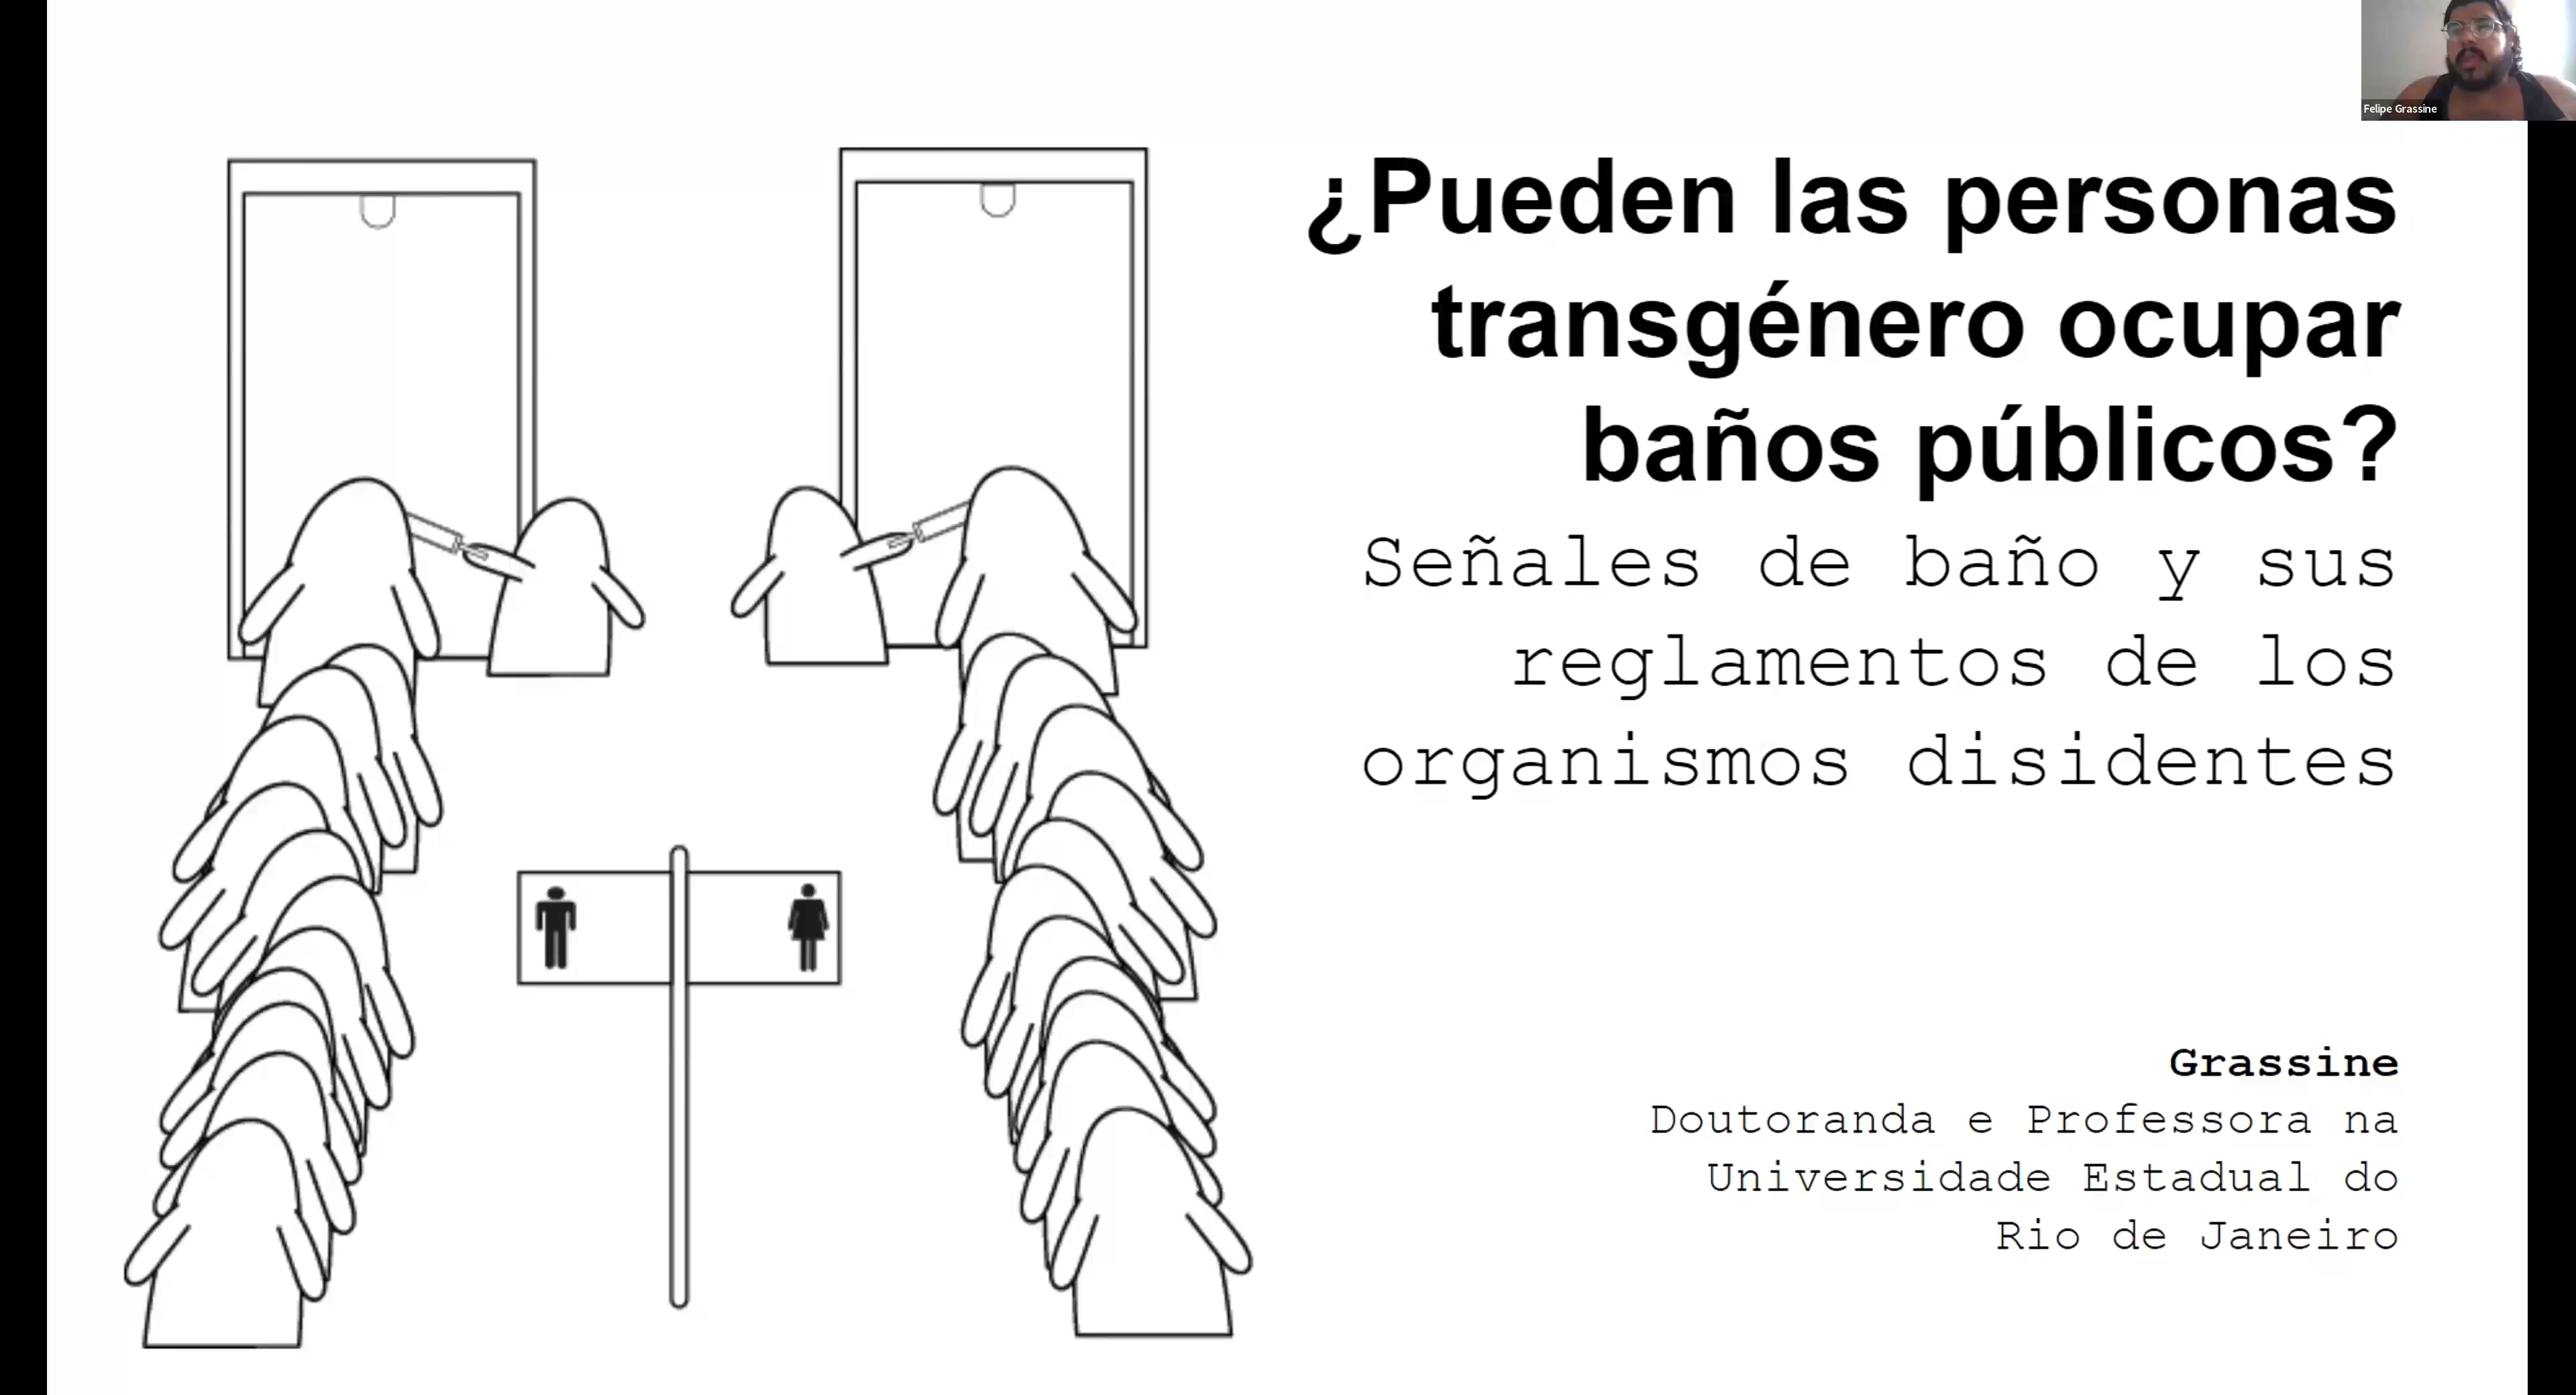 Felipe Grassine
¿Pueden las personas
transgénero ocupar
baños públicos?
Señales de baño y sus
reglamentos de los
organismos disidentes
Grassine
Doutoranda e Professora na
Universidade Estadual do
Rio de Janeiro